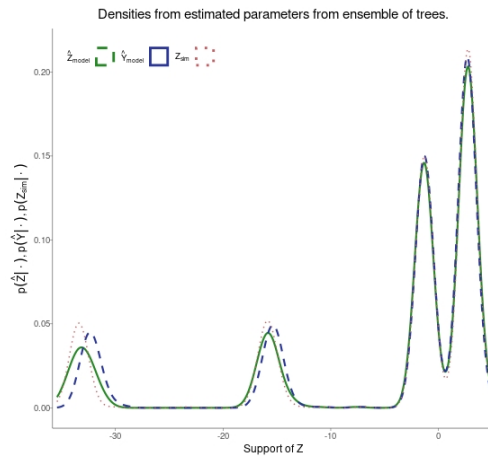 Densities from estimated parameters from ensemble of trees.
Ẑmodel Ŷmodel Zsim
p(Ẑ| · ), p(Ŷ| · ), p(Zsim| · )
0.20
0.15
0.10
0.05
0.00
-30 -20 -10 0
Support of Z